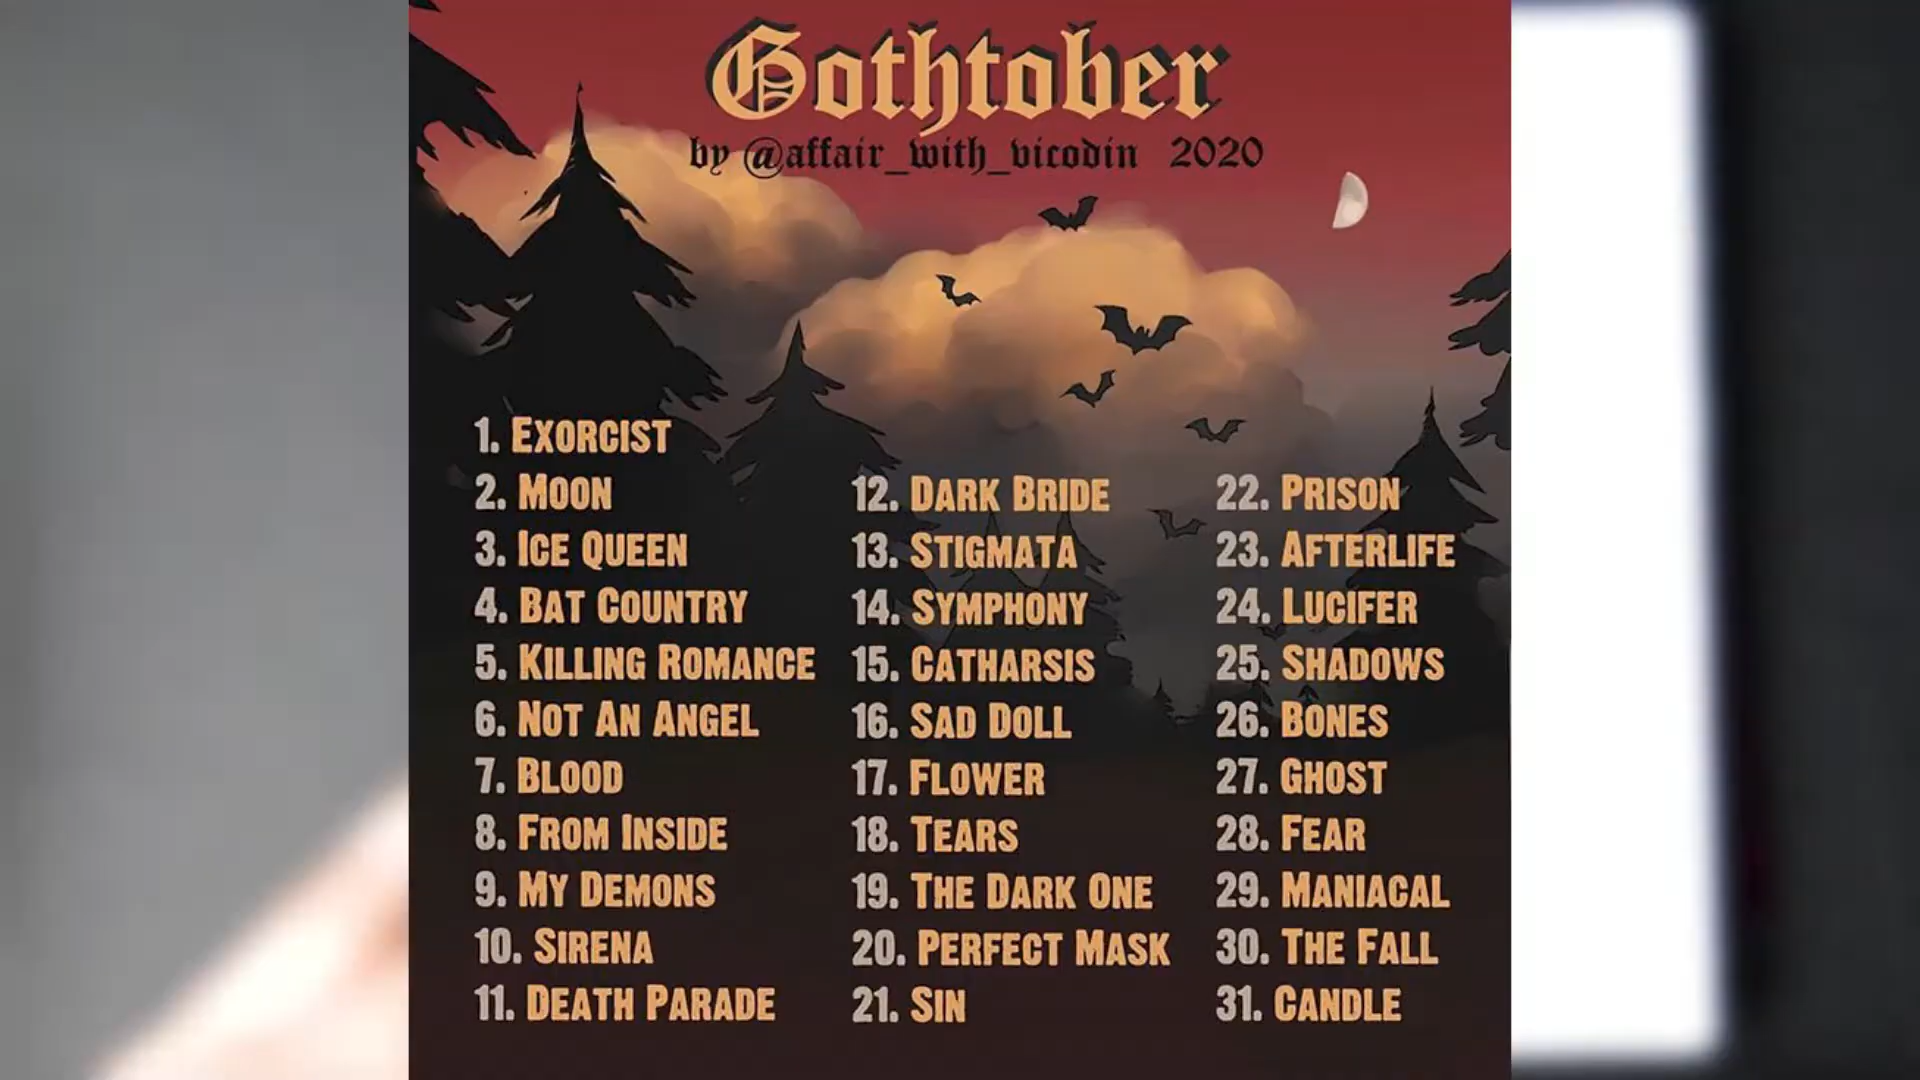 Gothtober
by @affair_with_vicodin 2020
1. Exorcist
2. Moon
3. Ice Queen
4. Bat Country
5. Killing Romance
6. Not An Angel
7. Blood
8. From Inside
9. My Demons
10. Sirena
11. Death Parade
12. Dark Bride
13. Stigmata
14. Symphony
15. Catharsis
16. Sad Doll
17. Flower
18. Tears
19. The Dark One
20. Perfect Mask
21. Sin
22. Prison
23. Afterlife
24. Lucifer
25. Shadows
26. Bones
27. Ghost
28. Fear
29. Maniacal
30. The Fall
31. Candle